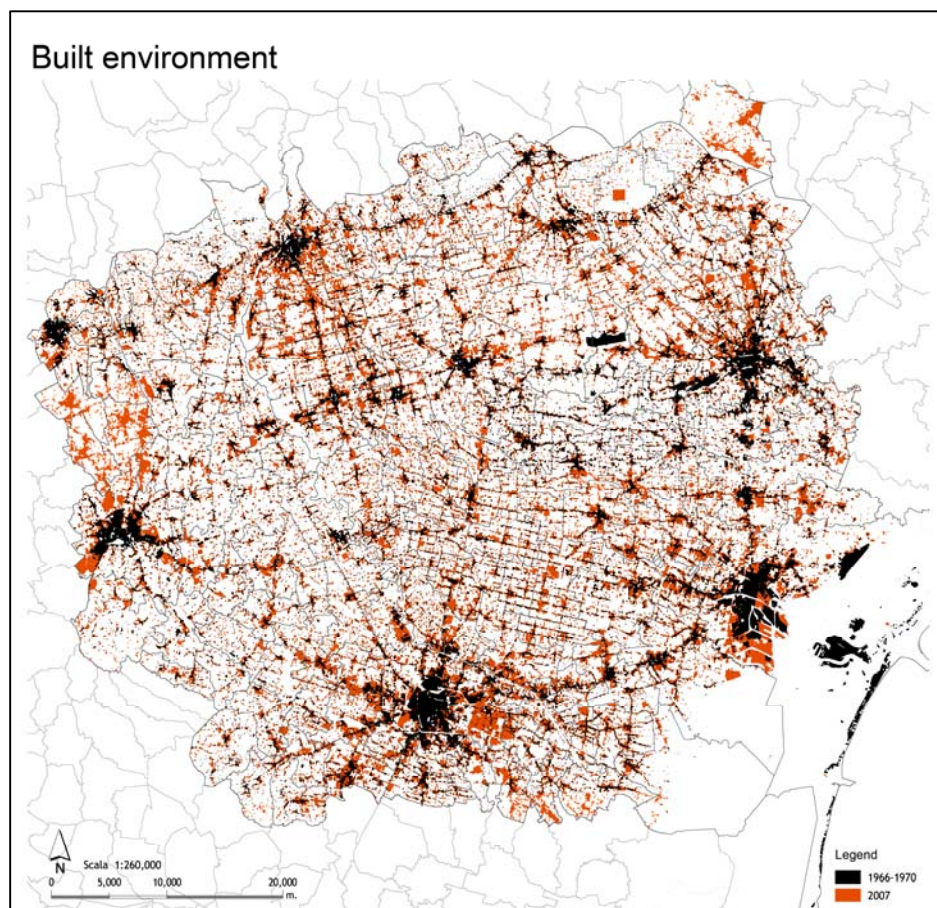 Built environment
N
Scala 1:260,000
0 5,000 10,000 20,000
m.
Legend
1966-1970
2007